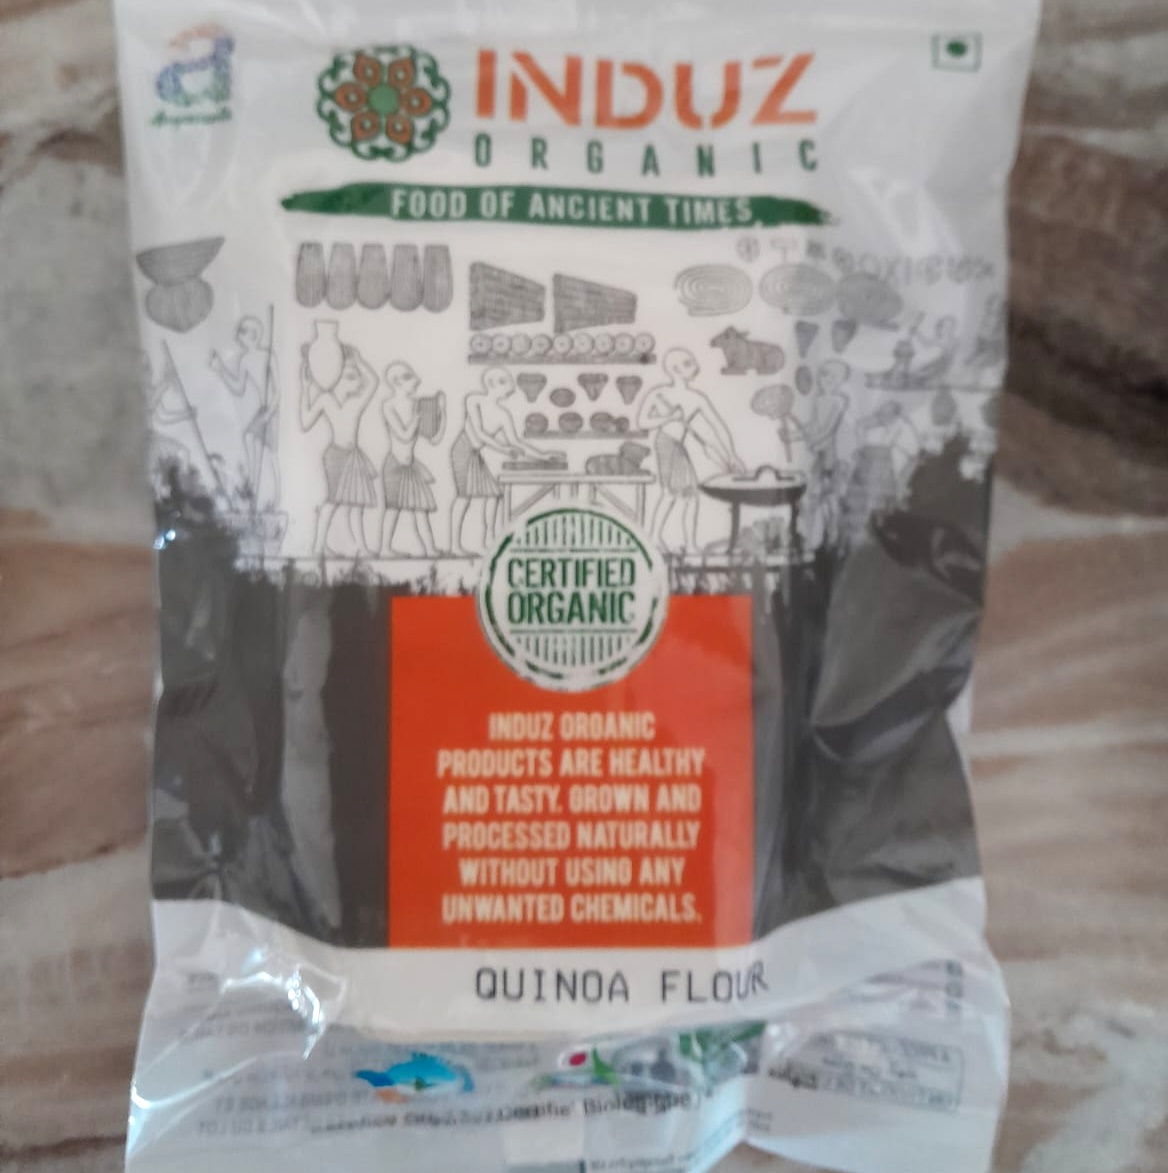 INDUZ
ORGANIC
FOOD OF ANCIENT TIMES
CERTIFIED
ORGANIC
INDUZ ORGANIC
PRODUCTS ARE HEALTHY
AND TASTY. GROWN AND
PROCESSED NATURALLY
WITHOUT USING ANY
UNWANTED CHEMICALS.
QUINOA FLOUR